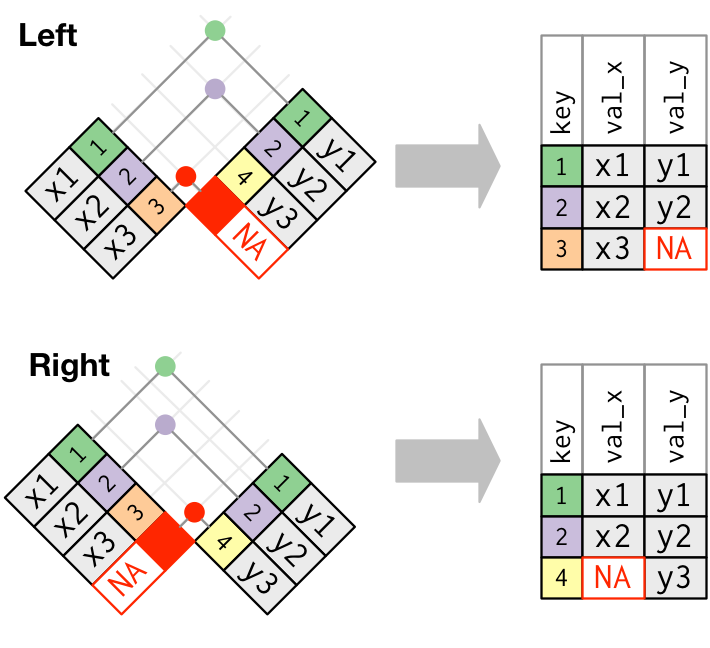 Left
1 x1
2 x2
3 x3
1 y1
2 y2
4 y3
NA
key val_x val_y
1 x1 y1
2 x2 y2
3 x3 NA
Right
1 x1
2 x2
3 x3
NA
1 y1
2 y2
4 y3
key val_x val_y
1 x1 y1
2 x2 y2
4 NA y3